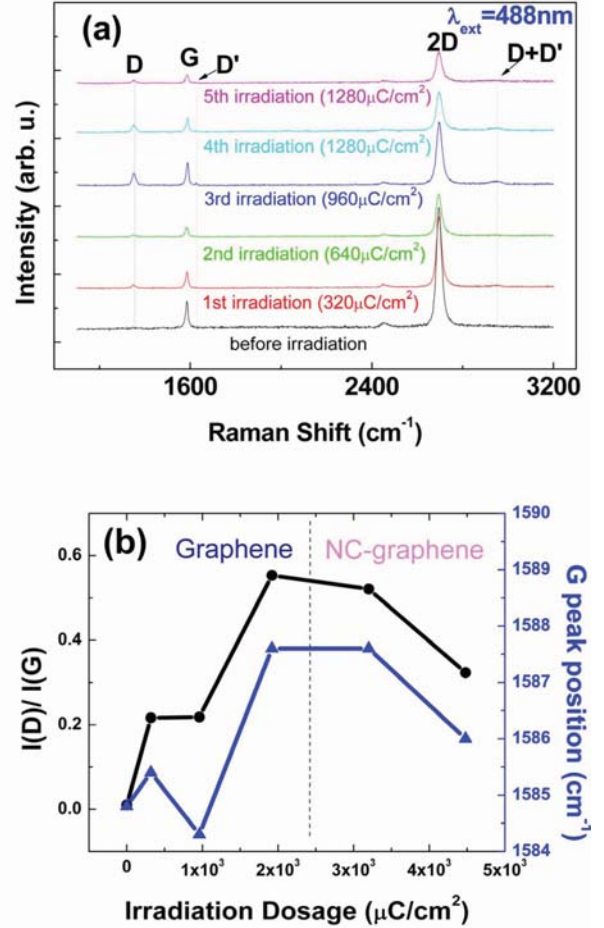 (a)
λext=488nm
D
G
D'
2D
D+D'
5th irradiation (1280μC/cm²)
4th irradiation (1280μC/cm²)
3rd irradiation (960μC/cm²)
2nd irradiation (640μC/cm²)
1st irradiation (320μC/cm²)
before irradiation
Intensity (arb. u.)
1600
2400
3200
Raman Shift (cm⁻¹)
(b)
Graphene
NC-graphene
I(D)/ I(G)
0.6
0.4
0.2
0.0
1590
1589
1588
1587
1586
1585
1584
G peak position (cm⁻¹)
0
1x10³
2x10³
3x10³
4x10³
5x10³
Irradiation Dosage (μC/cm²)